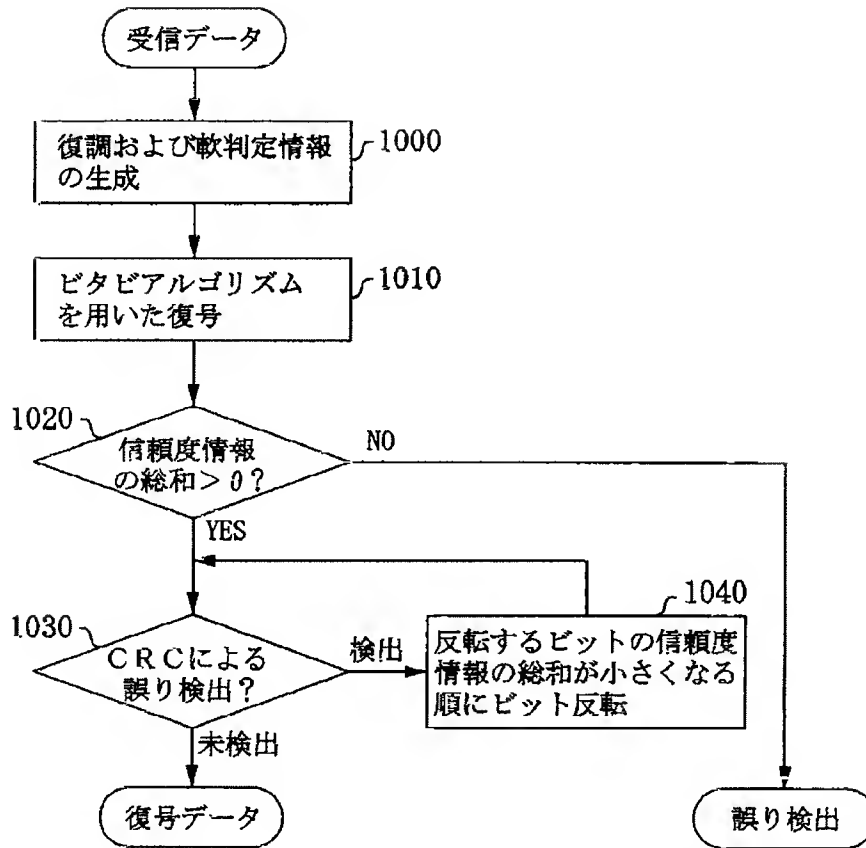 受信データ
復調および軟判定情報
の生成
1000
ビタビアルゴリズム
を用いた復号
1010
1020
信頼度情報
の総和>θ?
NO
YES
1030
CRCによる
誤り検出?
検出
1040
反転するビットの信頼度
情報の総和が小さくなる
順にビット反転
未検出
復号データ
誤り検出